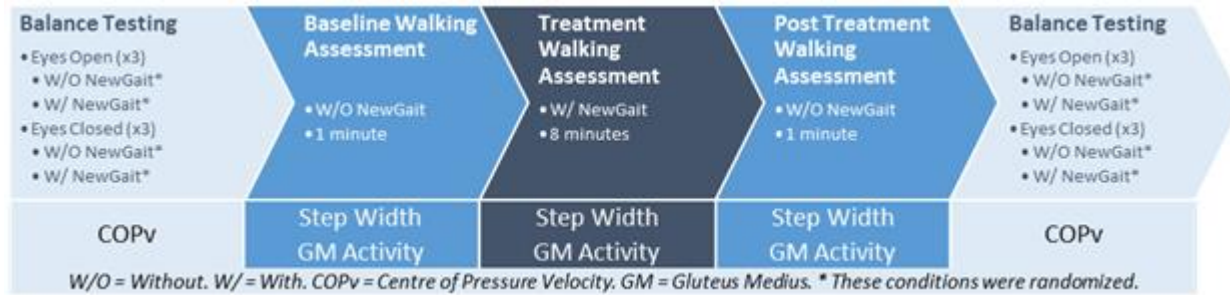 Balance Testing
• Eyes Open (x3)
• W/O NewGait*
• W/ NewGait*
• Eyes Closed (x3)
• W/O NewGait*
• W/ NewGait*
Baseline Walking
Assessment
• W/O NewGait
• 1 minute
Treatment
Walking
Assessment
• W/ NewGait
• 8 minutes
Post Treatment
Walking
Assessment
• W/O NewGait
• 1 minute
Balance Testing
• Eyes Open (x3)
• W/O NewGait*
• W/ NewGait*
• Eyes Closed (x3)
• W/O NewGait*
• W/ NewGait*
COPv
Step Width
GM Activity
Step Width
GM Activity
Step Width
GM Activity
COPv
W/O = Without. W/ = With. COPv = Centre of Pressure Velocity. GM = Gluteus Medius. * These conditions were randomized.